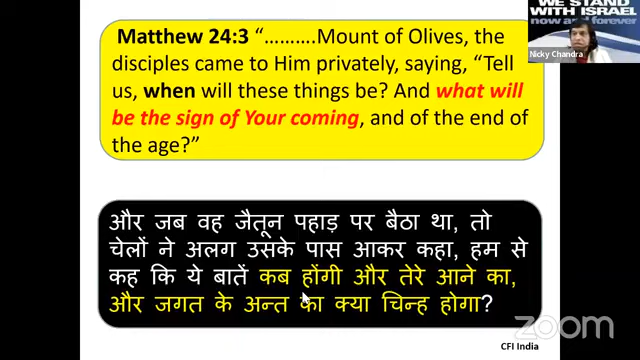 WE STAND
WITH ISRAEL
now and forever
Nicky Chandra
Matthew 24:3 “.........Mount of Olives, the
disciples came to Him privately, saying, “Tell
us, when will these things be? And what will
be the sign of Your coming, and of the end of
the age?”
और जब वह जैतून पहाड़ पर बैठा था, तो
चेलों ने अलग उसके पास आकर कहा, हम से
कह कि ये बातें कब होंगी और तेरे आने का,
और जगत के अन्त का क्या चिन्ह होगा?
zoom
CFI India